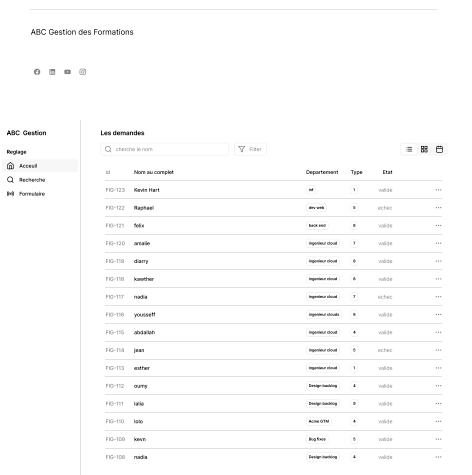 ABC Gestion des Formations
ABC Gestion
Les demandes
Reglage
cherche le nom
Filter
Acceuil
Recherche
Formulaire
id Nom au complet Departement Type Etat
FIG-123 Kevin Hart inf 1 valide
FIG-122 Raphael dev web 5 echec
FIG-121 felix back end 8 valide
FIG-120 amalie ingenieur cloud 7 valide
FIG-119 diarry ingenieur cloud 6 valide
FIG-118 kawther ingenieur cloud 6 valide
FIG-117 nadia ingenieur cloud 7 echec
FIG-116 yousseff ingenieur clouds 9 valide
FIG-115 abdallah ingenieur cloud 4 valide
FIG-114 jean ingenieur cloud 5 echec
FIG-113 esther ingenieur cloud 1 valide
FIG-112 oumy Design backlog 4 valide
FIG-111 lalia Design backlog 9 valide
FIG-110 lolo Acme GTM 4 valide
FIG-109 kevn Bug fixes 5 valide
FIG-108 nadia Design backlog 4 valide